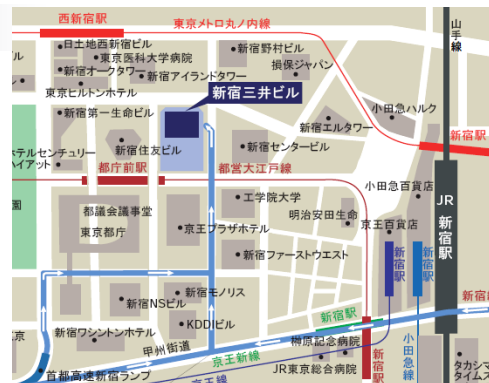 西新宿駅
東京メトロ丸ノ内線
山手線
日土地西新宿ビル
東京医科大学病院
新宿野村ビル
新宿オークタワー
新宿アイランドタワー
損保ジャパン
東京ヒルトンホテル
新宿三井ビル
小田急ハルク
新宿第一生命ビル
新宿エルタワー
新宿駅
新宿住友ビル
新宿センタービル
ホテルセンチュリー
ハイアット
都庁前駅
都営大江戸線
小田急百貨店
JR新宿駅
園
都議会議事堂
工学院大学
明治安田生命
京王百貨店
東京都庁
京王プラザホテル
新宿ファーストウエスト
新宿駅
新宿駅
新宿モノリス
新宿NSビル
新宿駅
KDDIビル
新宿ワシントンホテル
甲州街道
京王新線
榊原記念病院
新宿駅
小田急線
JR東京総合病院
首都高速新宿ランプ
京王線